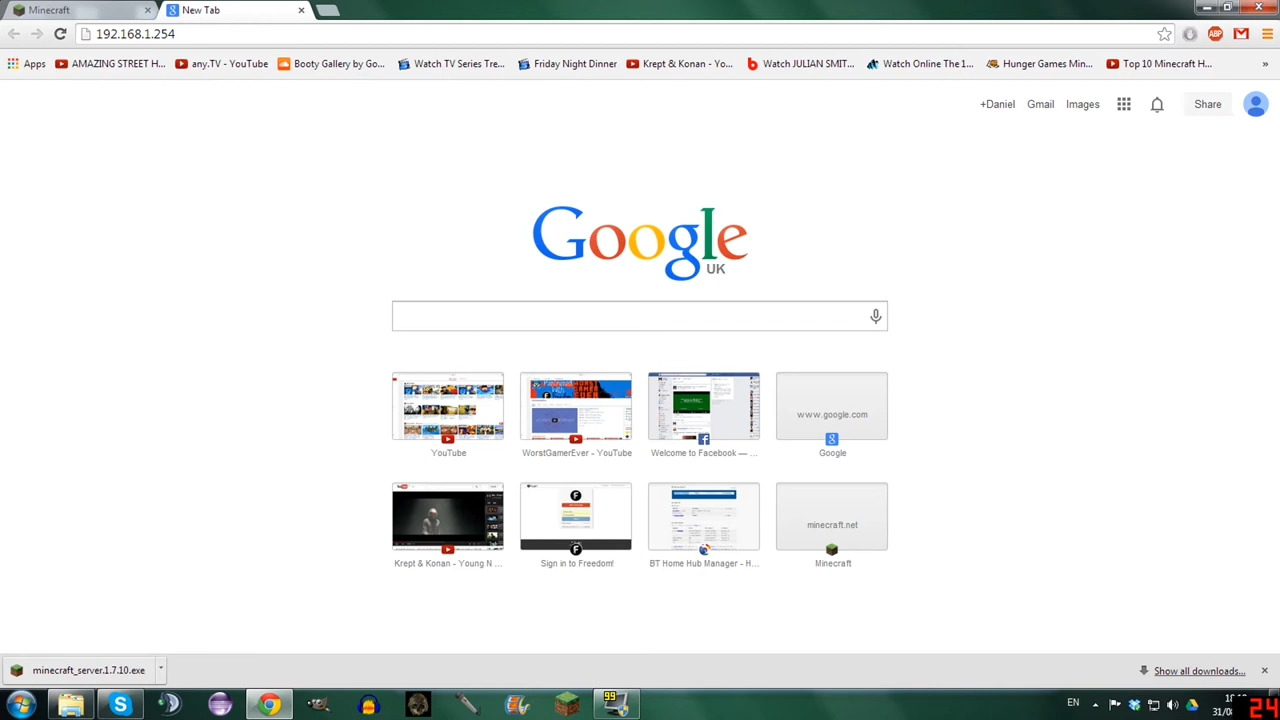 Minecraft
New Tab
192.168.1.254
Apps
AMAZING STREET H...
any.TV - YouTube
Booty Gallery by Go...
Watch TV Series Tre...
Friday Night Dinner
Krept & Konan - Yo...
Watch JULIAN SMIT...
Watch Online The 1...
Hunger Games Min...
Top 10 Minecraft H...
»
+Daniel
Gmail
Images
Share
Google
UK
www.google.com
YouTube
WorstGamerEver - YouTube
Welcome to Facebook — ...
Google
minecraft.net
Krept & Konan - Young N ...
Sign in to Freedom!
BT Home Hub Manager - H...
Minecraft
minecraft_server.1.7.10.exe
Show all downloads...
99
EN
24